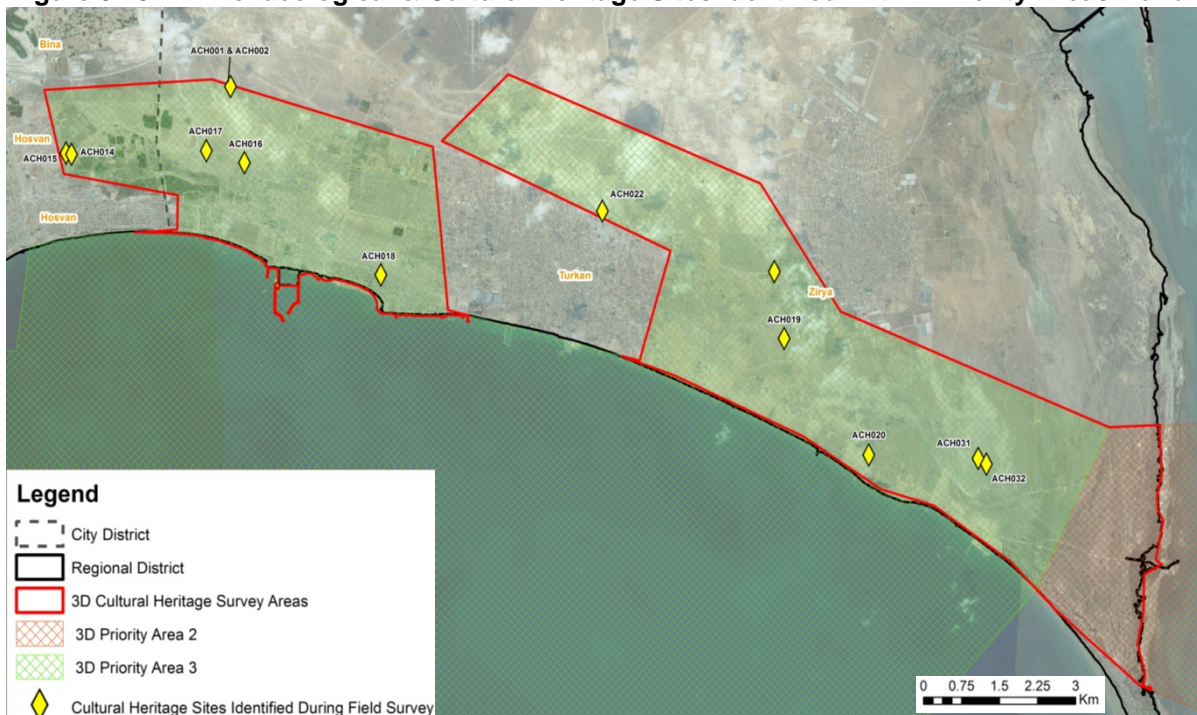 Bina
ACH001 & ACH002
Hosvan
ACH017
ACH016
ACH015
ACH014
ACH022
Hosvan
ACH018
Turkan
Zirya
ACH019
ACH020
ACH031
ACH032
Legend
City District
Regional District
3D Cultural Heritage Survey Areas
3D Priority Area 2
3D Priority Area 3
Cultural Heritage Sites Identified During Field Survey
0 0.75 1.5 2.25 3
Km